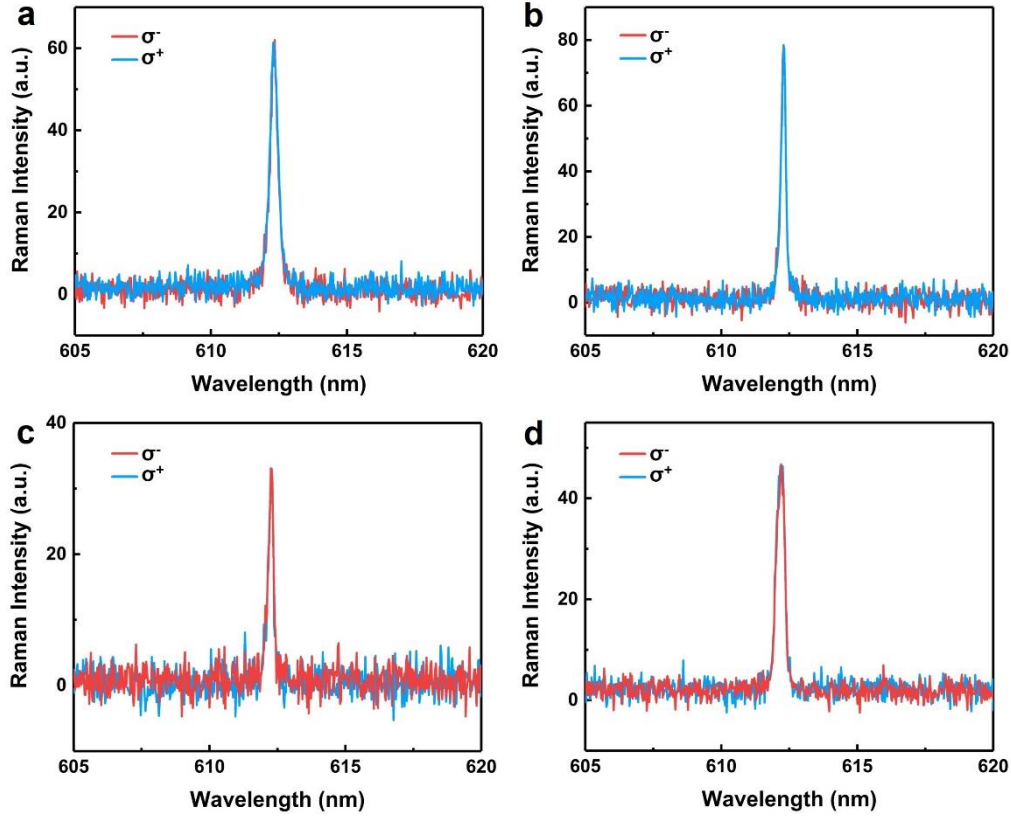 a
σ⁻
σ⁺
60
40
20
0
Raman Intensity (a.u.)
605 610 615 620
Wavelength (nm)
b
σ⁻
σ⁺
80
60
40
20
0
Raman Intensity (a.u.)
605 610 615 620
Wavelength (nm)
c
σ⁻
σ⁺
40
20
0
Raman Intensity (a.u.)
605 610 615 620
Wavelength (nm)
d
σ⁻
σ⁺
40
20
0
Raman Intensity (a.u.)
605 610 615 620
Wavelength (nm)